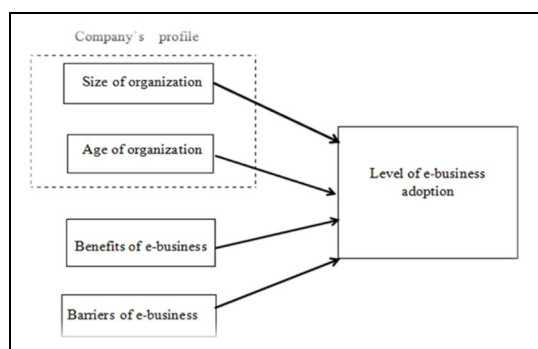 Company's profile
Size of organization
Age of organization
Level of e-business
adoption
Benefits of e-business
Barriers of e-business